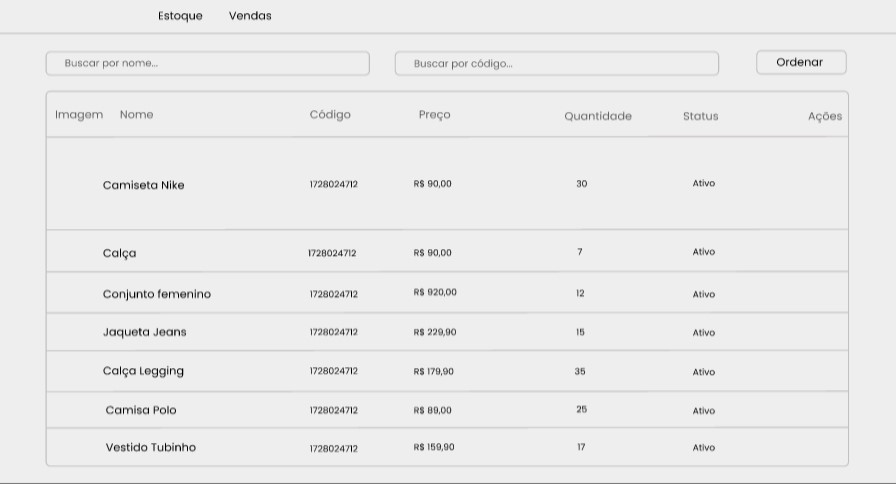 Estoque Vendas
Buscar por nome... Buscar por código... Ordenar
Imagem Nome Código Preço Quantidade Status Ações
Camiseta Nike 1728024712 R$ 90,00 30 Ativo
Calça 1728024712 R$ 90,00 7 Ativo
Conjunto femenino 1728024712 R$ 920,00 12 Ativo
Jaqueta Jeans 1728024712 R$ 229,90 15 Ativo
Calça Legging 1728024712 R$ 179,90 35 Ativo
Camisa Polo 1728024712 R$ 89,00 25 Ativo
Vestido Tubinho 1728024712 R$ 159,90 17 Ativo